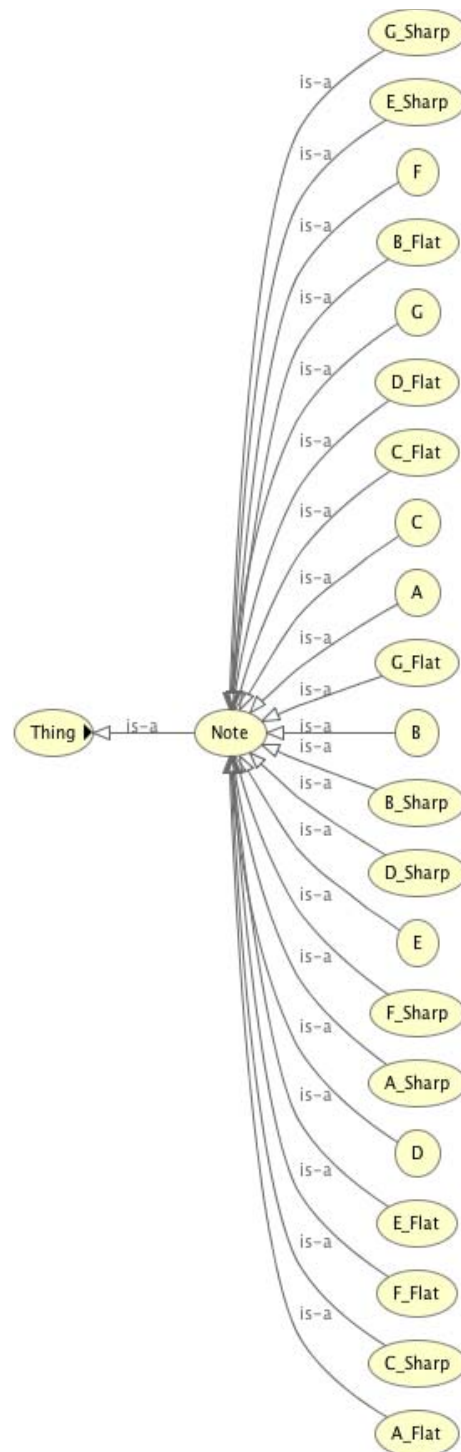 G_Sharp
is-a
E_Sharp
is-a
F
is-a
B_Flat
is-a
G
is-a
D_Flat
is-a
C_Flat
is-a
C
is-a
A
is-a
G_Flat
is-a
Thing is-a Note is-a B
is-a
B_Sharp
is-a
D_Sharp
is-a
E
is-a
F_Sharp
is-a
A_Sharp
is-a
D
is-a
E_Flat
is-a
F_Flat
is-a
C_Sharp
is-a
A_Flat